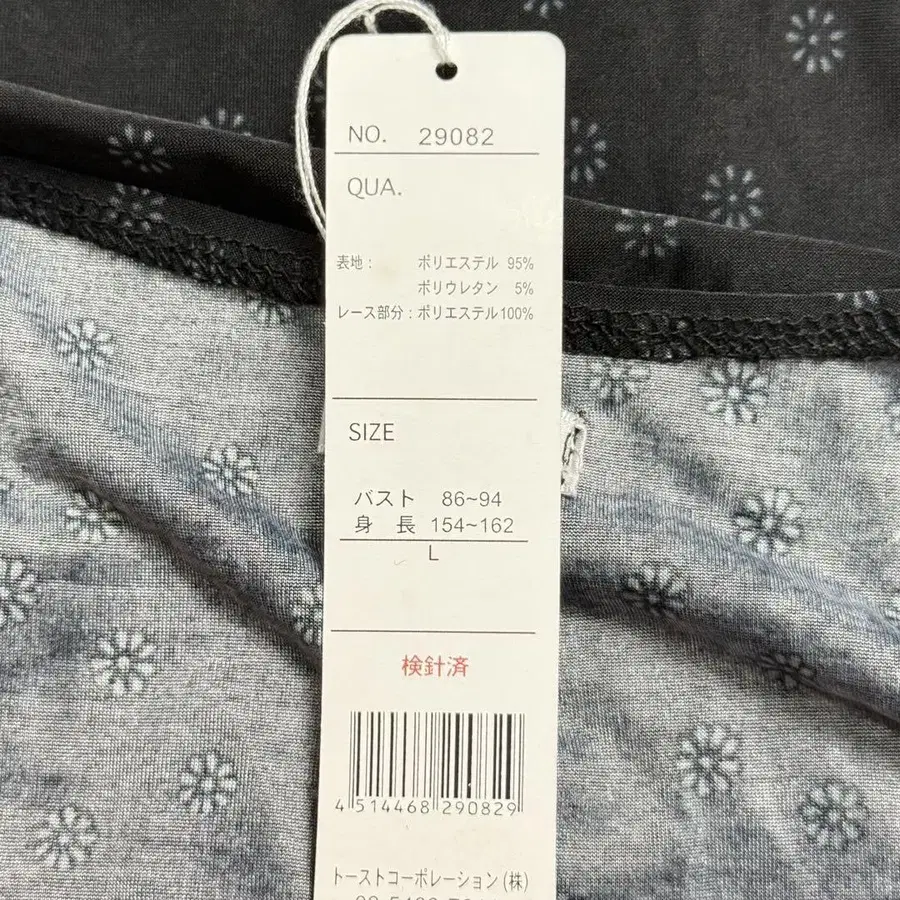 NO. 29082
QUA.
表地： ポリエステル 95%
ポリウレタン 5%
レース部分：ポリエステル100%
SIZE
バスト 86~94
身 長 154~162
L
検針済
4 514468 290829
トーストコーポレーション(株)